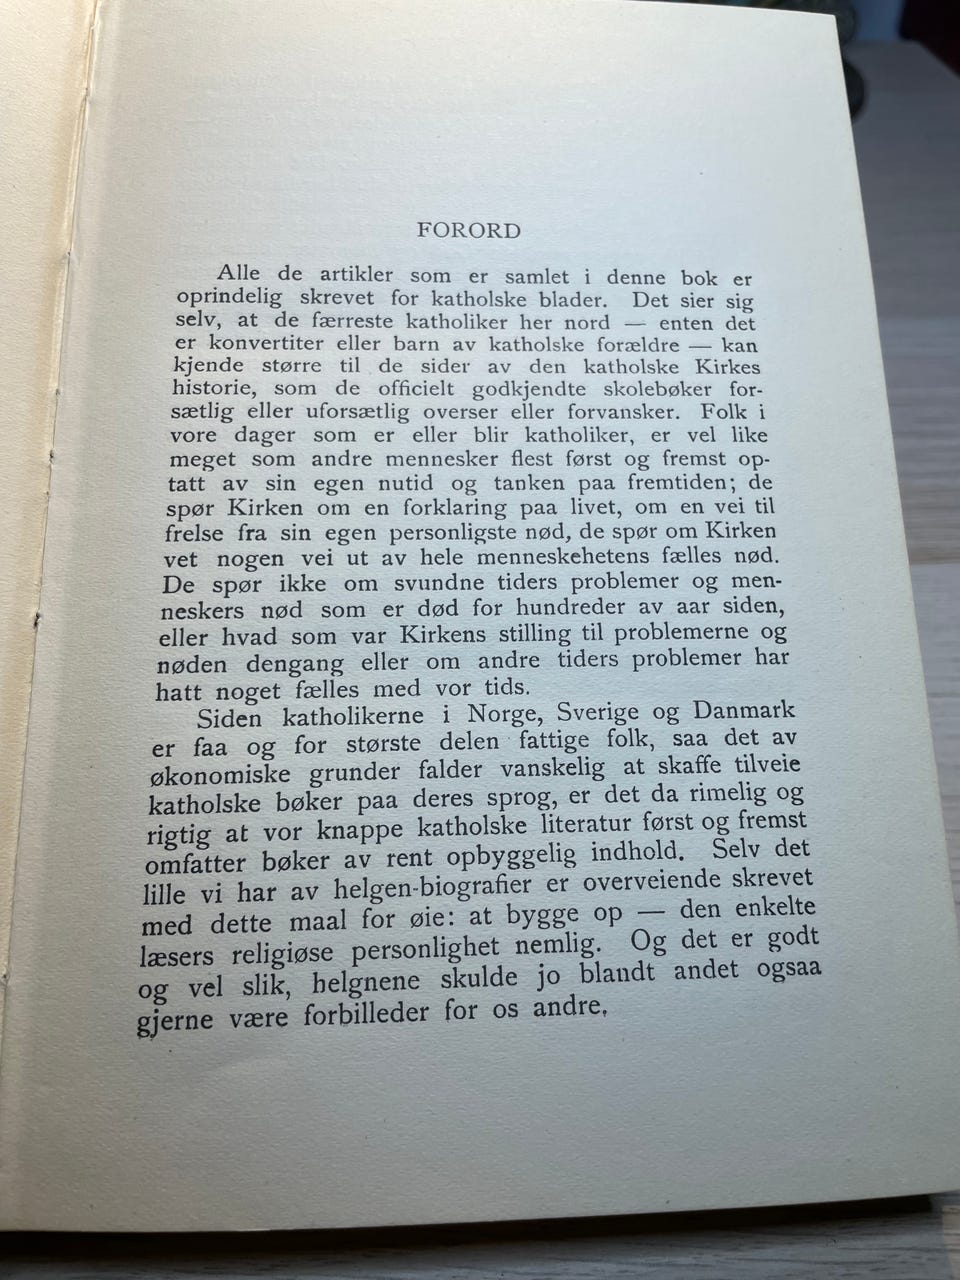 FORORD
Alle de artikler som er samlet i denne bok er
oprindelig skrevet for katholske blader. Det sier sig
selv, at de færreste katholiker her nord — enten det
er konvertiter eller barn av katholske forældre — kan
kjende større til de sider av den katholske Kirkes
historie, som de officielt godkjendte skolebøker for-
sætlig eller uforsætlig overser eller forvansker. Folk i
vore dager som er eller blir katholiker, er vel like
meget som andre mennesker flest først og fremst op-
tatt av sin egen nutid og tanken paa fremtiden; de
spør Kirken om en forklaring paa livet, om en vei til
frelse fra sin egen personligste nød, de spør om Kirken
vet nogen vei ut av hele menneskehetens fælles nød.
De spør ikke om svundne tiders problemer og men-
neskers nød som er død for hundreder av aar siden,
eller hvad som var Kirkens stilling til problemerne og
nøden dengang eller om andre tiders problemer har
hatt noget fælles med vor tids.
Siden katholikerne i Norge, Sverige og Danmark
er faa og for største delen fattige folk, saa det av
økonomiske grunder falder vanskelig at skaffe tilveie
katholske bøker paa deres sprog, er det da rimelig og
rigtig at vor knappe katholske literatur først og fremst
omfatter bøker av rent opbyggelig indhold. Selv det
lille vi har av helgen-biografier er overveiende skrevet
med dette maal for øie: at bygge op — den enkelte
læsers religiøse personlighet nemlig. Og det er godt
og vel slik, helgnene skulde jo blandt andet ogsaa
gjerne være forbilleder for os andre.